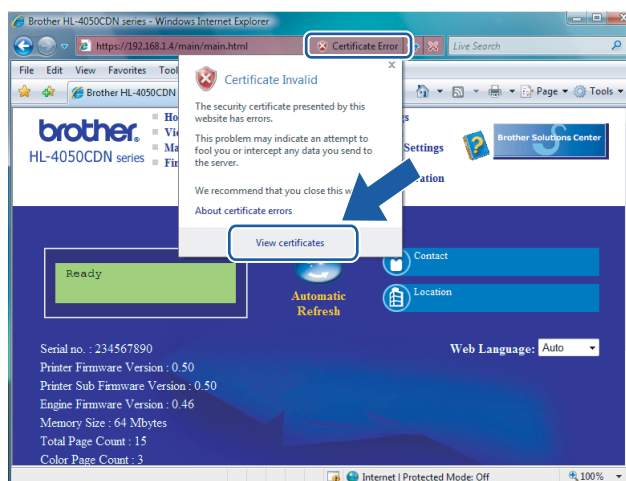 Brother HL-4050CDN series - Windows Internet Explorer
https://192.168.1.4/main/main.html
Certificate Error
Live Search
File Edit View Favorites Tool
Brother HL-4050CDN
Page Tools
Certificate Invalid
The security certificate presented by this
website has errors.
This problem may indicate an attempt to
fool you or intercept any data you send to
the server.
We recommend that you close this
About certificate errors
View certificates
brother.
HL-4050CDN series
Settings
Brother Solutions Center
Ready
Automatic
Refresh
Contact
Location
Web Language: Auto
Serial no. : 234567890
Printer Firmware Version : 0.50
Printer Sub Firmware Version : 0.50
Engine Firmware Version : 0.46
Memory Size : 64 Mbytes
Total Page Count : 15
Color Page Count : 3
Internet | Protected Mode: Off
100%